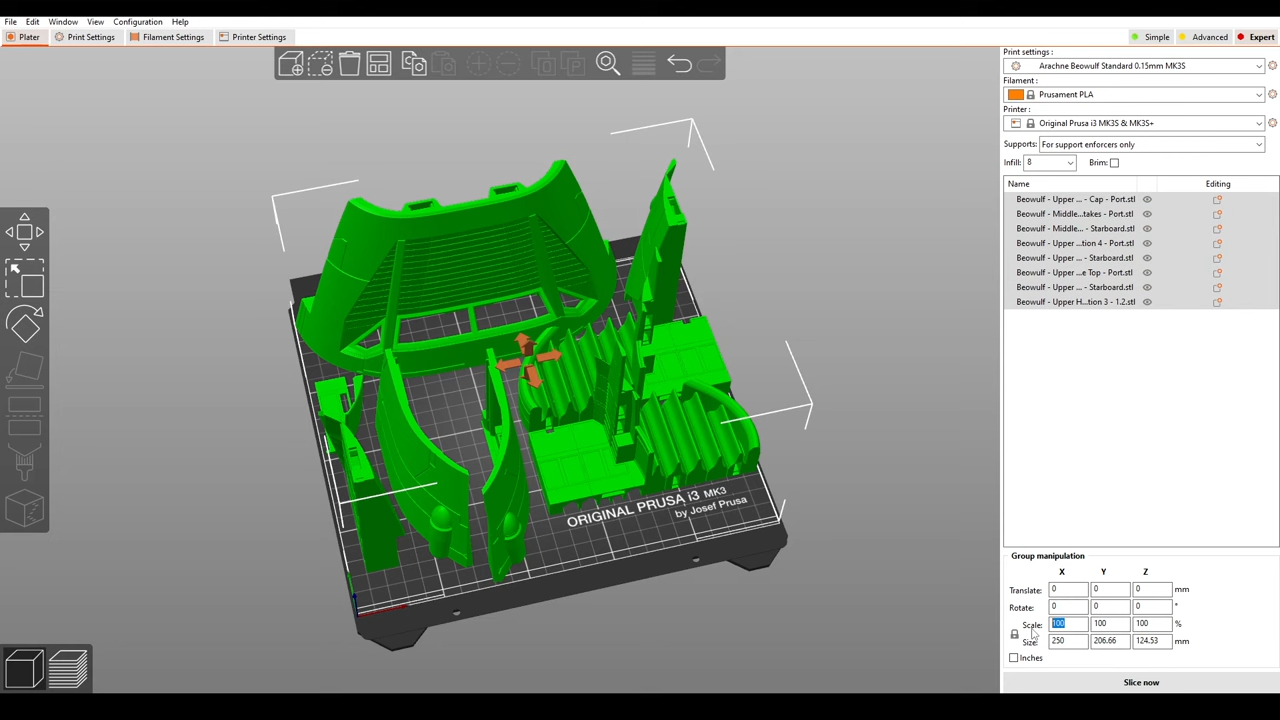 File Edit Window View Configuration Help
Plater Print Settings Filament Settings Printer Settings
Simple Advanced Expert
Print settings :
Arachne Beowulf Standard 0.15mm MK3S
Filament :
Prusament PLA
Printer :
Original Prusa i3 MK3S & MK3S+
Supports: For support enforcers only
Infill: 8 Brim:
Name Editing
Beowulf - Upper ... - Cap - Port.stl
Beowulf - Middle...takes - Port.stl
Beowulf - Middle... - Starboard.stl
Beowulf - Upper ...tion 4 - Port.stl
Beowulf - Upper ... - Starboard.stl
Beowulf - Upper ...e Top - Port.stl
Beowulf - Upper ... - Starboard.stl
Beowulf - Upper H...tion 3 - 1.2.stl
ORIGINAL PRUSA i3 MK3
by Josef Prusa
Group manipulation
X Y Z
Translate: 0 0 0 mm
Rotate: 0 0 0 °
Scale: 100 100 100 %
Size: 250 206.66 124.53 mm
Inches
Slice now